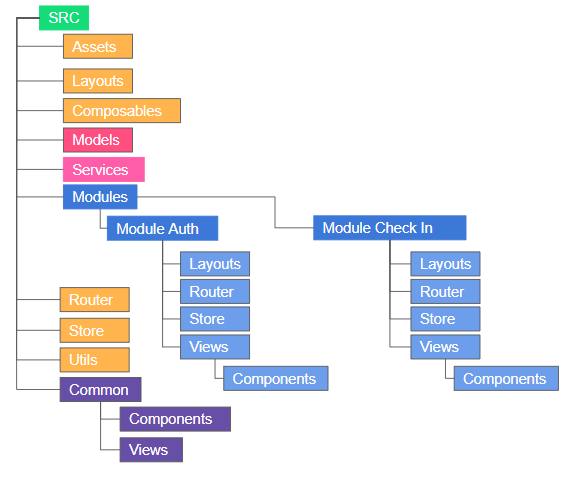 SRC
Assets
Layouts
Composables
Models
Services
Modules
Module Auth
Module Check In
Layouts
Layouts
Router
Router
Store
Store
Views
Views
Components
Components
Router
Store
Utils
Common
Components
Views